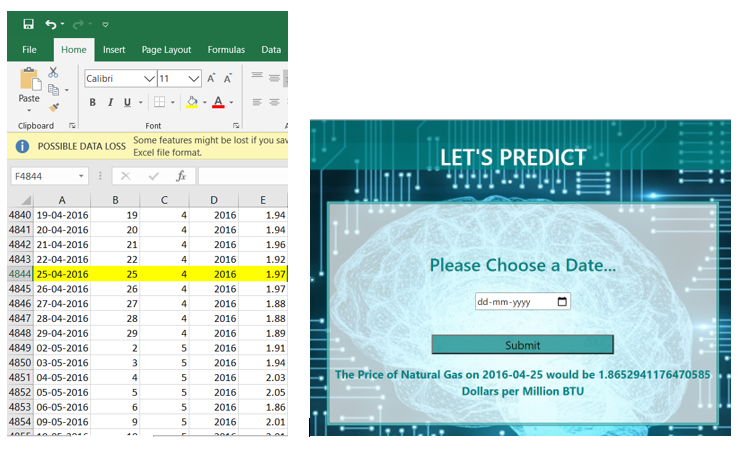 File Home Insert Page Layout Formulas Data
Paste
Calibri 11 A A
B I U A
Clipboard Font
POSSIBLE DATA LOSS Some features might be lost if you sav
Excel file format.
F4844 fx
A B C D E
4840 19-04-2016 19 4 2016 1.94
4841 20-04-2016 20 4 2016 1.94
4842 21-04-2016 21 4 2016 1.96
4843 22-04-2016 22 4 2016 1.92
4844 25-04-2016 25 4 2016 1.97
4845 26-04-2016 26 4 2016 1.97
4846 27-04-2016 27 4 2016 1.88
4847 28-04-2016 28 4 2016 1.88
4848 29-04-2016 29 4 2016 1.89
4849 02-05-2016 2 5 2016 1.91
4850 03-05-2016 3 5 2016 1.94
4851 04-05-2016 4 5 2016 2.03
4852 05-05-2016 5 5 2016 2.05
4853 06-05-2016 6 5 2016 1.86
4854 09-05-2016 9 5 2016 2.01
LET'S PREDICT
Please Choose a Date...
dd-mm-yyyy
Submit
The Price of Natural Gas on 2016-04-25 would be 1.8652941176470585
Dollars per Million BTU